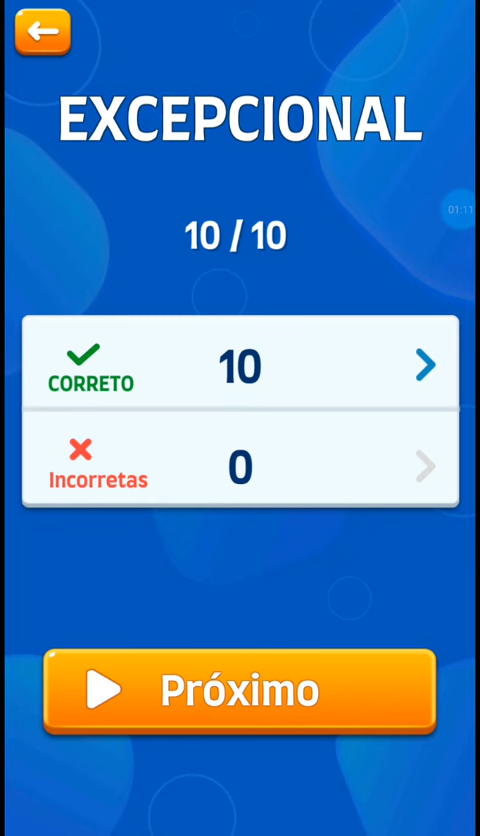 EXCEPCIONAL
01:11
10 / 10
CORRETO
10
Incorretas
0
Próximo